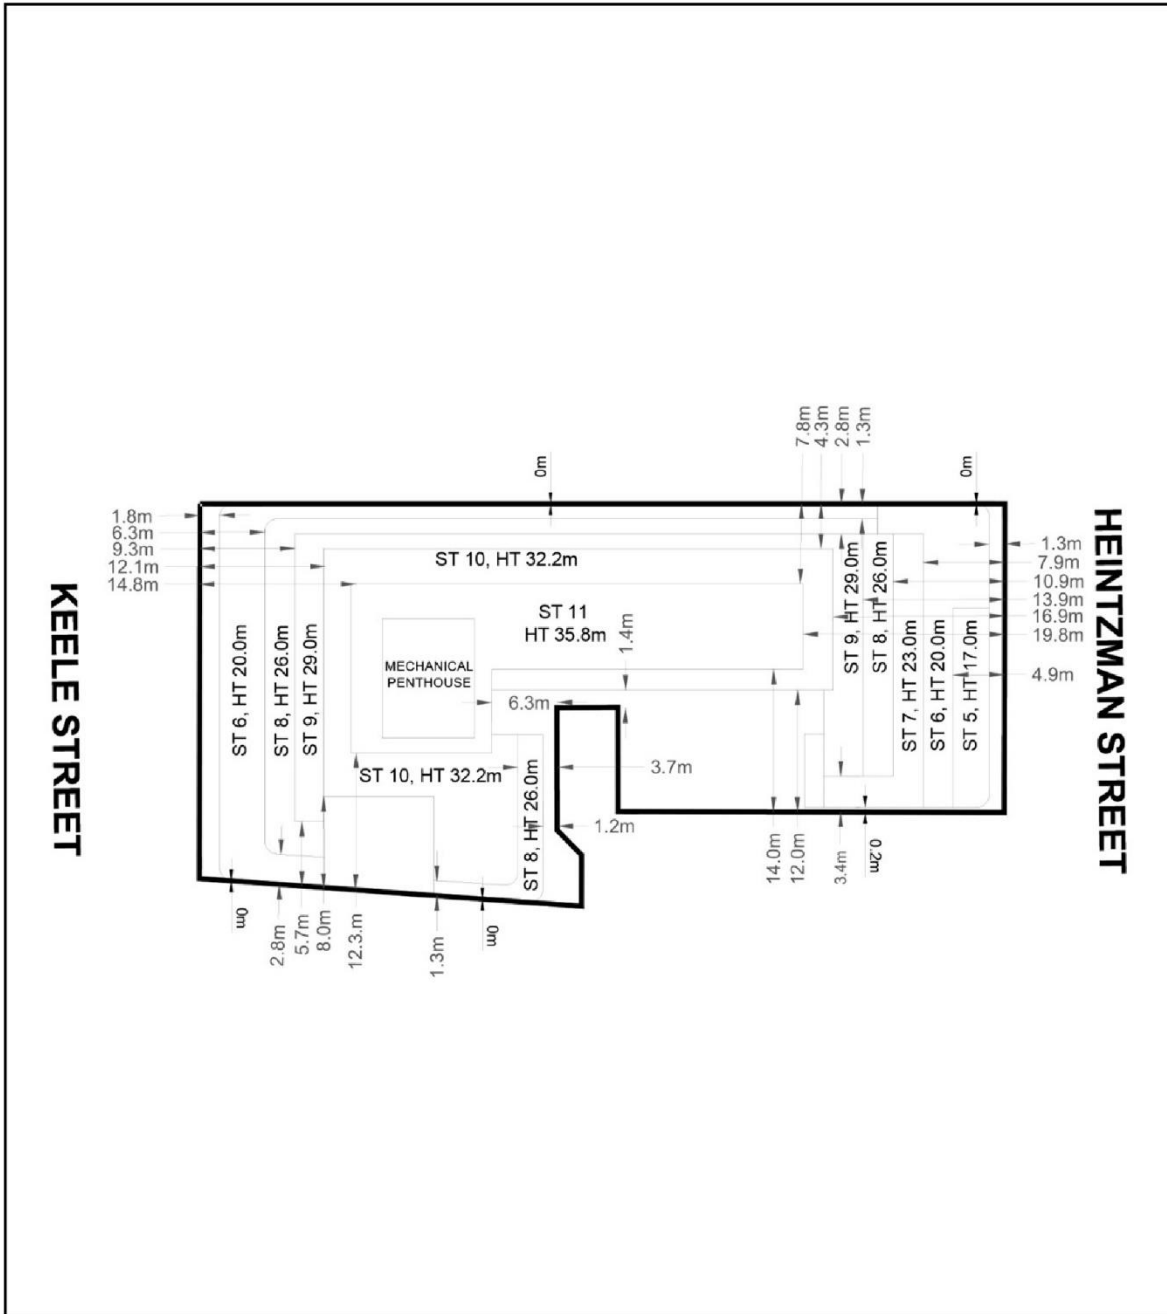 7.8m
4.3m
2.8m
1.3m
0m
0m
1.8m
6.3m
9.3m
12.1m
14.8m
1.3m
7.9m
10.9m
13.9m
16.9m
19.8m
4.9m
KEELE STREET
HEINTZMAN STREET
ST 10, HT 32.2m
ST 11
HT 35.8m
1.4m
MECHANICAL
PENTHOUSE
6.3m
ST 6, HT 20.0m
ST 8, HT 26.0m
ST 9, HT 29.0m
ST 9, HT 29.0m
ST 8, HT 26.0m
ST 7, HT 23.0m
ST 6, HT 20.0m
ST 5, HT 17.0m
ST 10, HT 32.2m
ST 8, HT 26.0m
3.7m
1.2m
14.0m
12.0m
3.4m
0.2m
0m
2.8m
5.7m
8.0m
12.3.m
1.3m
0m